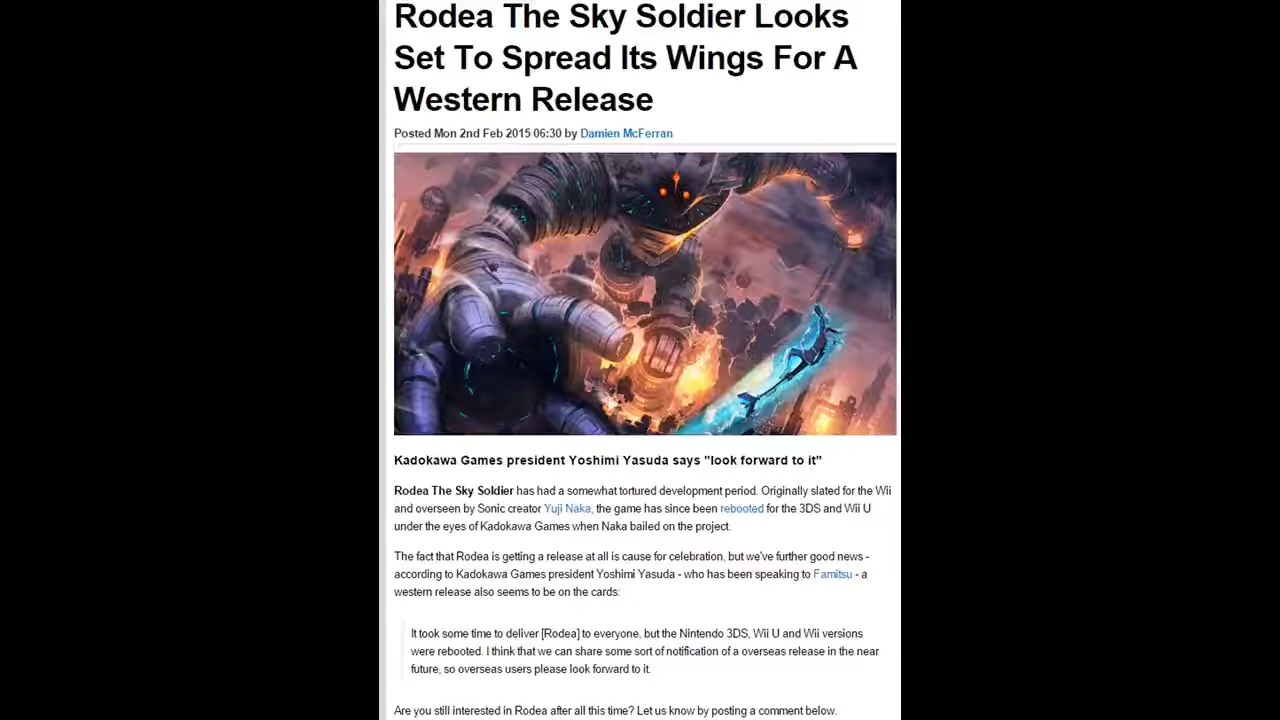 Rodea The Sky Soldier Looks
Set To Spread Its Wings For A
Western Release
Posted Mon 2nd Feb 2015 06:30 by Damien McFerran
Kadokawa Games president Yoshimi Yasuda says "look forward to it"
Rodea The Sky Soldier has had a somewhat tortured development period. Originally slated for the Wii
and overseen by Sonic creator Yuji Naka, the game has since been rebooted for the 3DS and Wii U
under the eyes of Kadokawa Games when Naka bailed on the project.
The fact that Rodea is getting a release at all is cause for celebration, but we've further good news -
according to Kadokawa Games president Yoshimi Yasuda - who has been speaking to Famitsu - a
western release also seems to be on the cards:
It took some time to deliver [Rodea] to everyone, but the Nintendo 3DS, Wii U and Wii versions
were rebooted. I think that we can share some sort of notification of a overseas release in the near
future, so overseas users please look forward to it.
Are you still interested in Rodea after all this time? Let us know by posting a comment below.